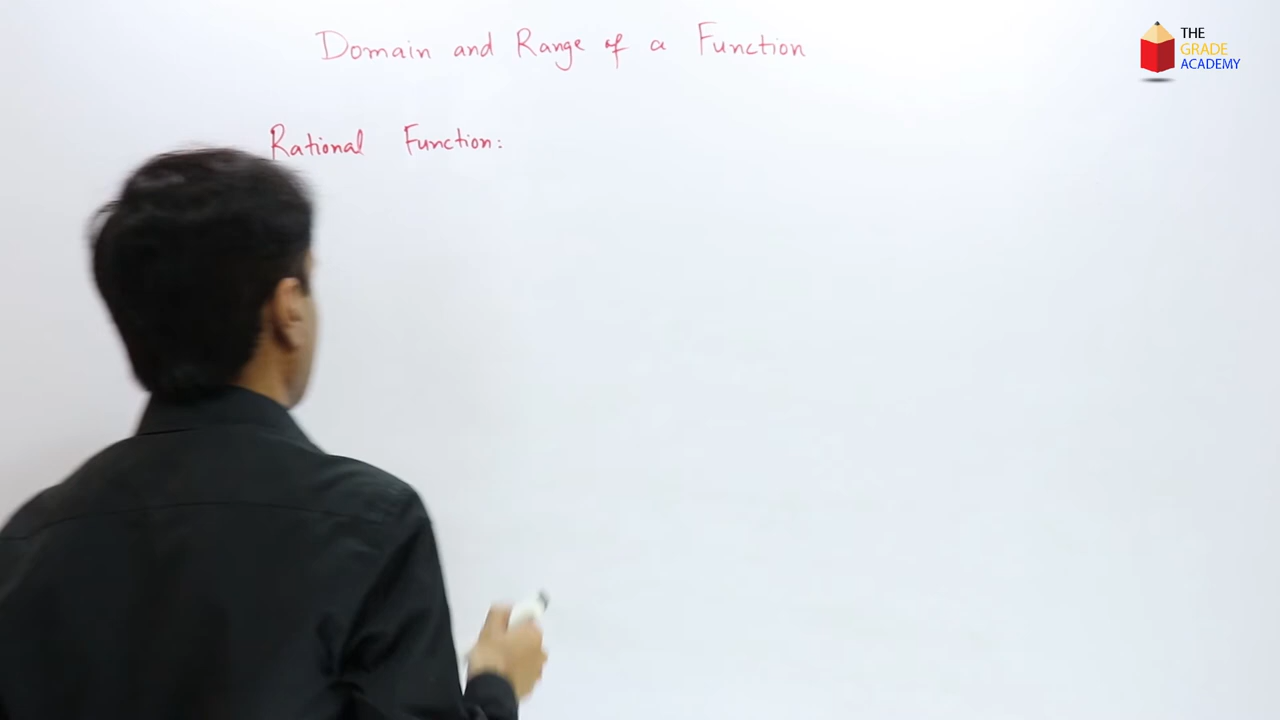 Domain and Range of a Function
THE
GRADE
ACADEMY
Rational Function: